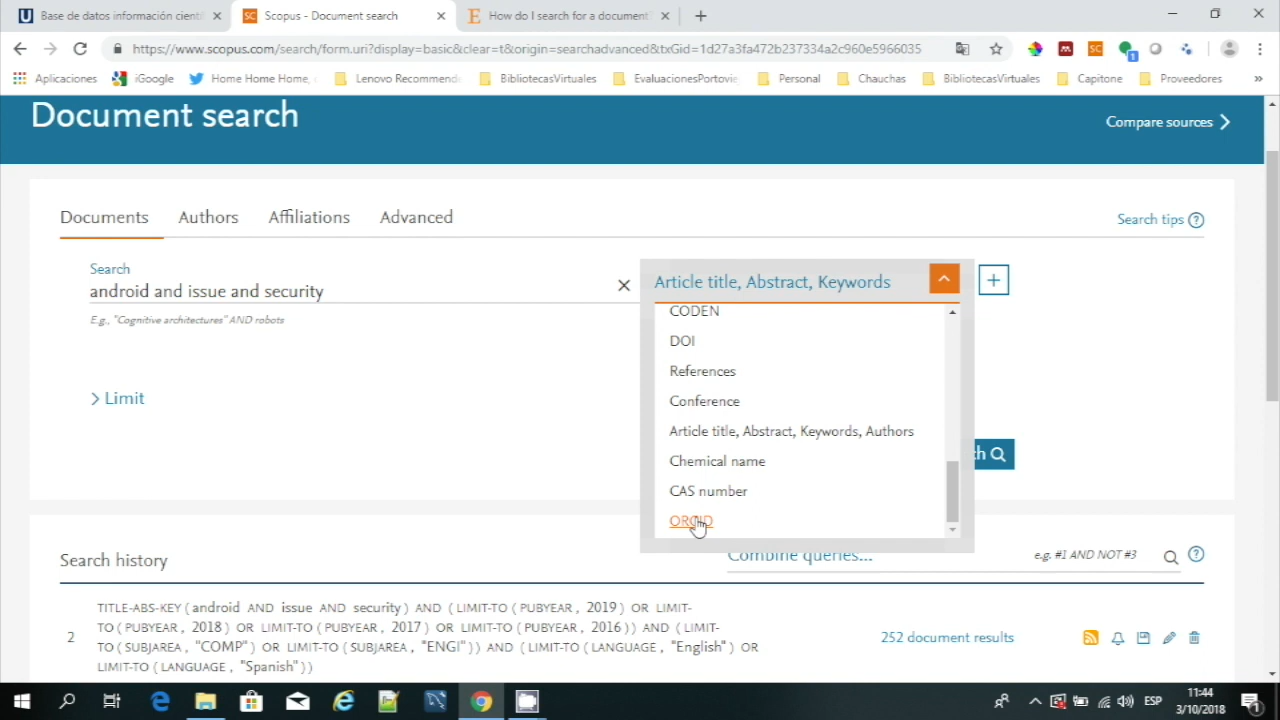 Base de datos información cientí
Scopus - Document search
How do I search for a document
https://www.scopus.com/search/form.uri?display=basic&clear=t&origin=searchadvanced&txGid=1d27a3fa472b237334a2c960e5966035
Aplicaciones
iGoogle
Home Home Home,
Lenovo Recommend
BibliotecasVirtuales
EvaluacionesPortovie
Personal
Chauchas
BibliotecasVirtuales
Capitone
Proveedores
Document search
Compare sources
Documents
Authors
Affiliations
Advanced
Search tips
Search
android and issue and security
E.g., "Cognitive architectures" AND robots
Article title, Abstract, Keywords
CODEN
DOI
References
Conference
Article title, Abstract, Keywords, Authors
Chemical name
CAS number
ORCID
Limit
Search history
Combine queries...
e.g. #1 AND NOT #3
2
TITLE-ABS-KEY ( android AND issue AND security ) AND ( LIMIT-TO ( PUBYEAR , 2019 ) OR LIMIT-
TO ( PUBYEAR , 2018 ) OR LIMIT-TO ( PUBYEAR , 2017 ) OR LIMIT-TO ( PUBYEAR , 2016 ) ) AND ( LIMIT-
TO ( SUBJAREA , "COMP" ) OR LIMIT-TO ( SUBJAREA , "ENGI" ) ) AND ( LIMIT-TO ( LANGUAGE , "English" ) OR
LIMIT-TO ( LANGUAGE , "Spanish" ) )
252 document results
ESP
11:44
3/10/2018